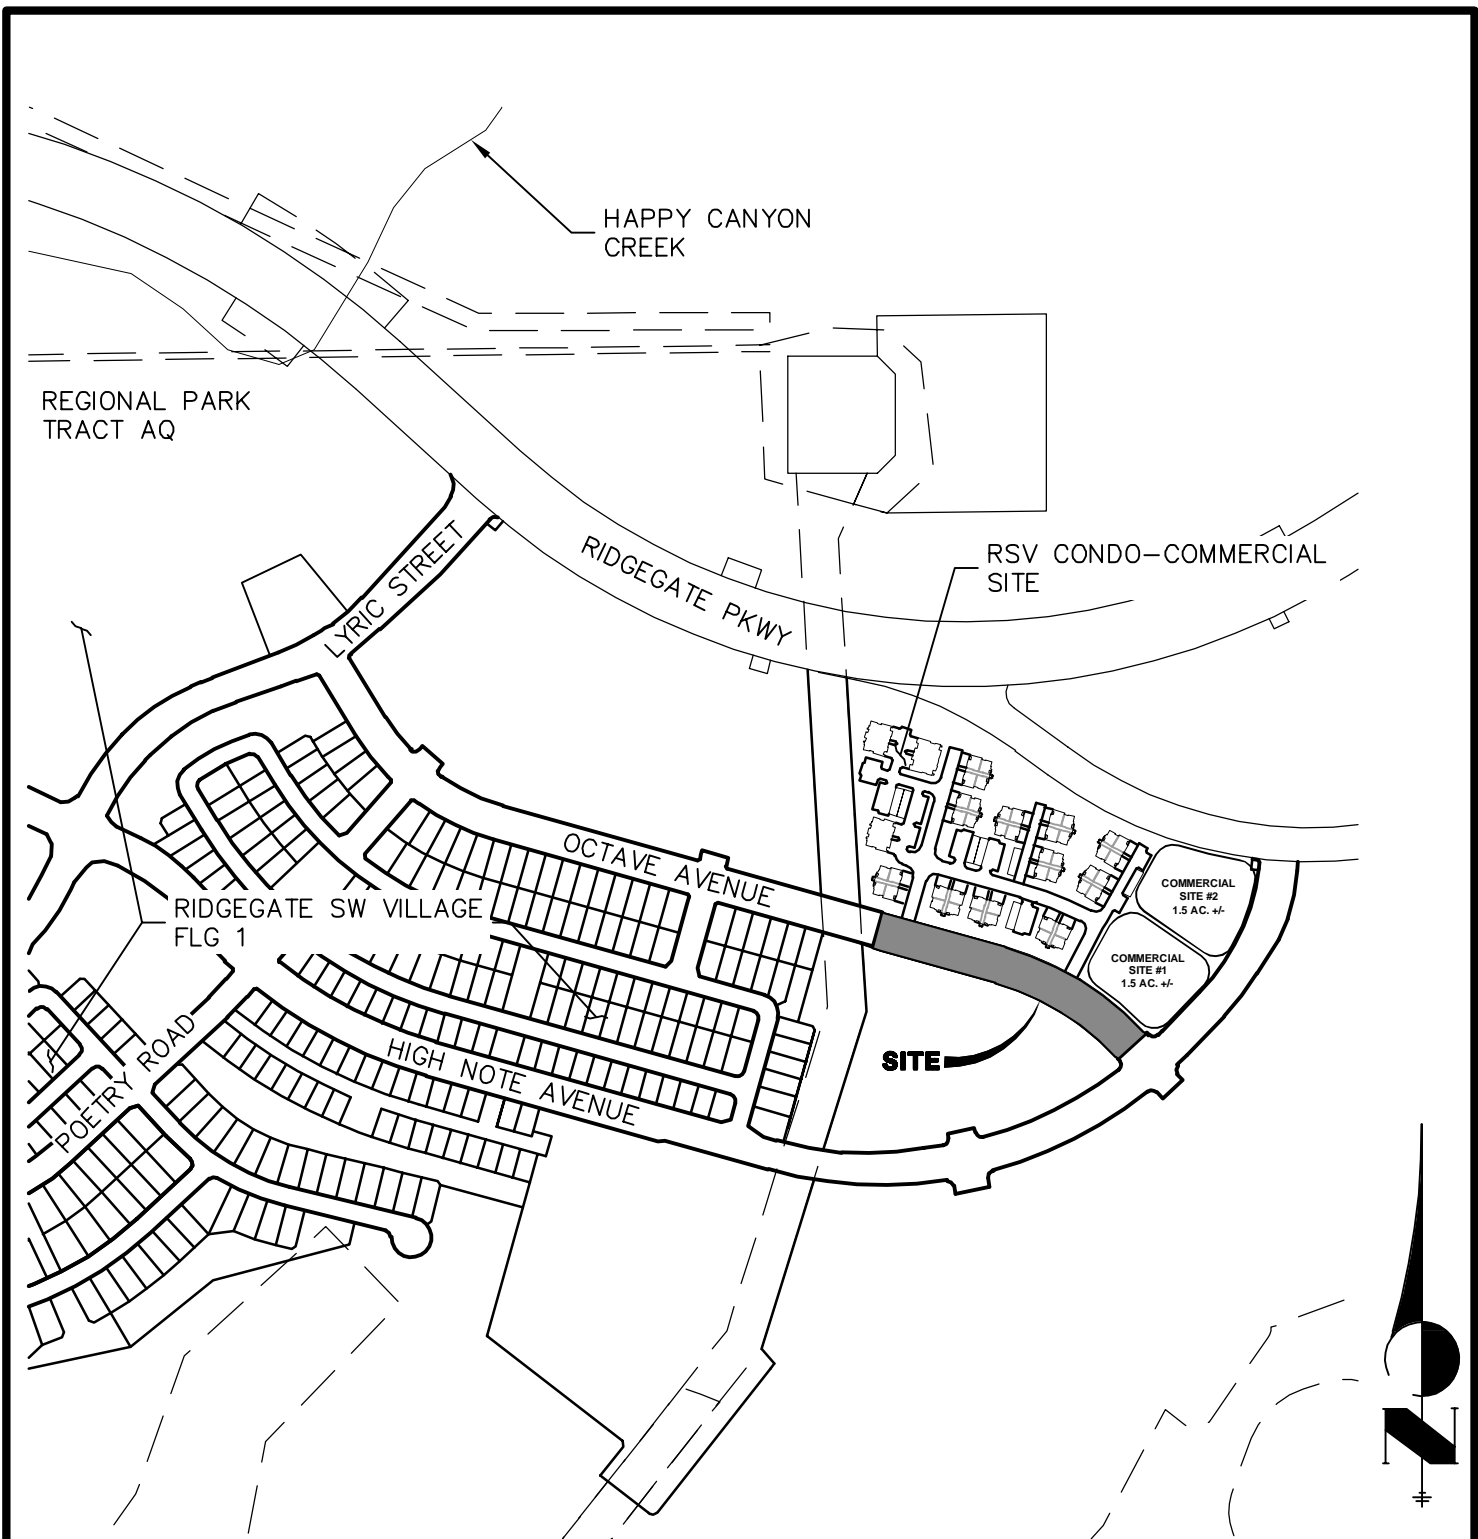 HAPPY CANYON
CREEK
REGIONAL PARK
TRACT AQ
RIDGEGATE PKWY
RSV CONDO-COMMERCIAL
SITE
LYRIC STREET
OCTAVE AVENUE
COMMERCIAL
SITE #2
1.5 AC. +/-
RIDGEGATE SW VILLAGE
FLG 1
COMMERCIAL
SITE #1
1.5 AC. +/-
POETRY ROAD
HIGH NOTE AVENUE
SITE
N